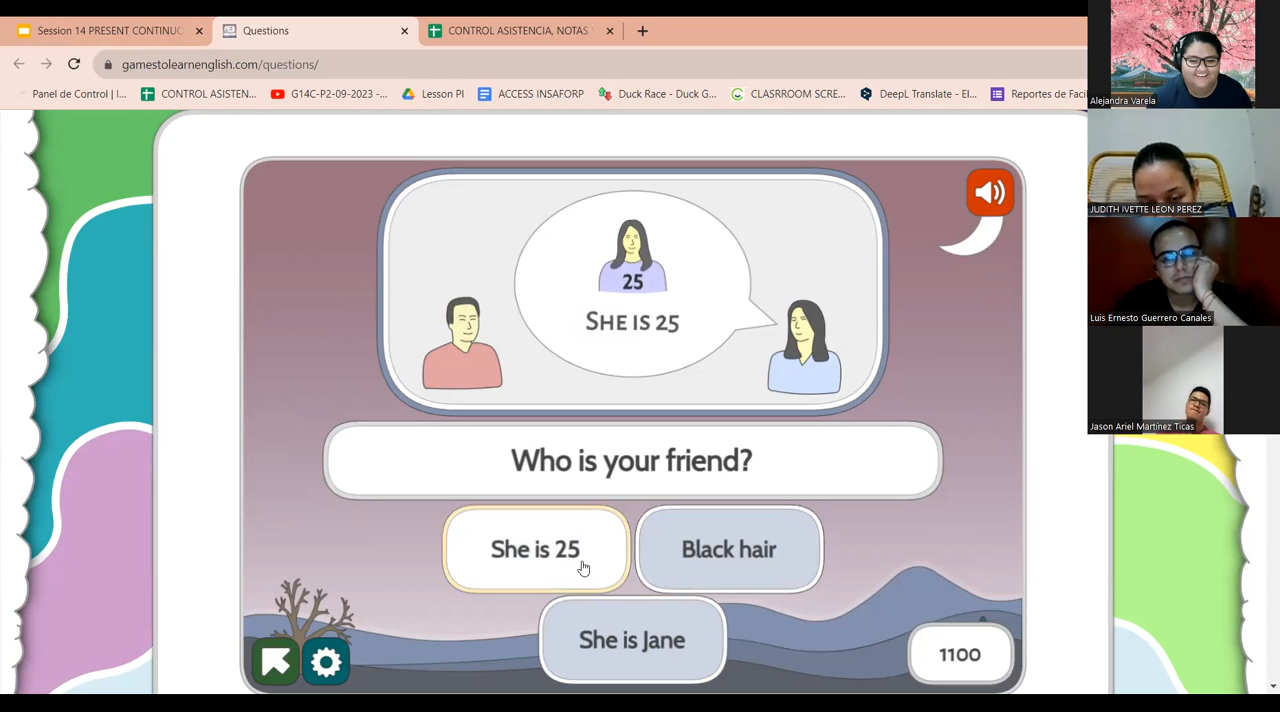 Session 14 PRESENT CONTINUC
Questions
CONTROL ASISTENCIA, NOTAS
gamestolearnenglish.com/questions/
Panel de Control | I...
CONTROL ASISTEN...
G14C-P2-09-2023 -...
Lesson PI
ACCESS INSAFORP
Duck Race - Duck G...
CLASRROOM SCRE...
DeepL Translate - El...
Reportes de Facil
Alejandra Varela
JUDITH IVETTE LEON PEREZ
Luis Ernesto Guerrero Canales
Jason Ariel Martínez Ticas
25
SHE IS 25
Who is your friend?
She is 25
Black hair
She is Jane
1100